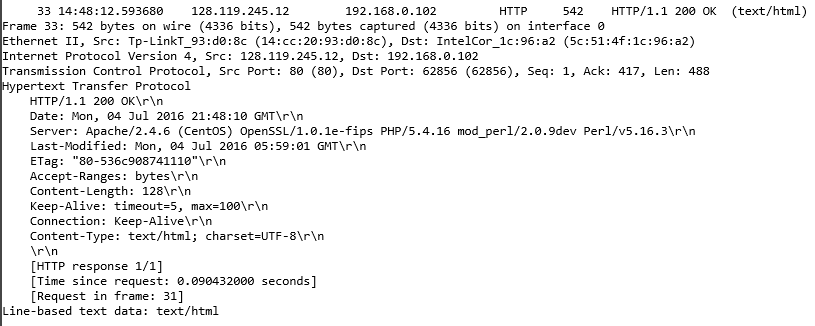 33 14:48:12.593680 128.119.245.12 192.168.0.102 HTTP 542 HTTP/1.1 200 OK (text/html)
Frame 33: 542 bytes on wire (4336 bits), 542 bytes captured (4336 bits) on interface 0
Ethernet II, Src: Tp-LinkT_93:d0:8c (14:cc:20:93:d0:8c), Dst: IntelCor_1c:96:a2 (5c:51:4f:1c:96:a2)
Internet Protocol Version 4, Src: 128.119.245.12, Dst: 192.168.0.102
Transmission Control Protocol, Src Port: 80 (80), Dst Port: 62856 (62856), Seq: 1, Ack: 417, Len: 488
Hypertext Transfer Protocol
HTTP/1.1 200 OK\r\n
Date: Mon, 04 Jul 2016 21:48:10 GMT\r\n
Server: Apache/2.4.6 (CentOS) OpenSSL/1.0.1e-fips PHP/5.4.16 mod_perl/2.0.9dev Perl/v5.16.3\r\n
Last-Modified: Mon, 04 Jul 2016 05:59:01 GMT\r\n
ETag: "80-536c908741110"\r\n
Accept-Ranges: bytes\r\n
Content-Length: 128\r\n
Keep-Alive: timeout=5, max=100\r\n
Connection: Keep-Alive\r\n
Content-Type: text/html; charset=UTF-8\r\n
\r\n
[HTTP response 1/1]
[Time since request: 0.090432000 seconds]
[Request in frame: 31]
Line-based text data: text/html